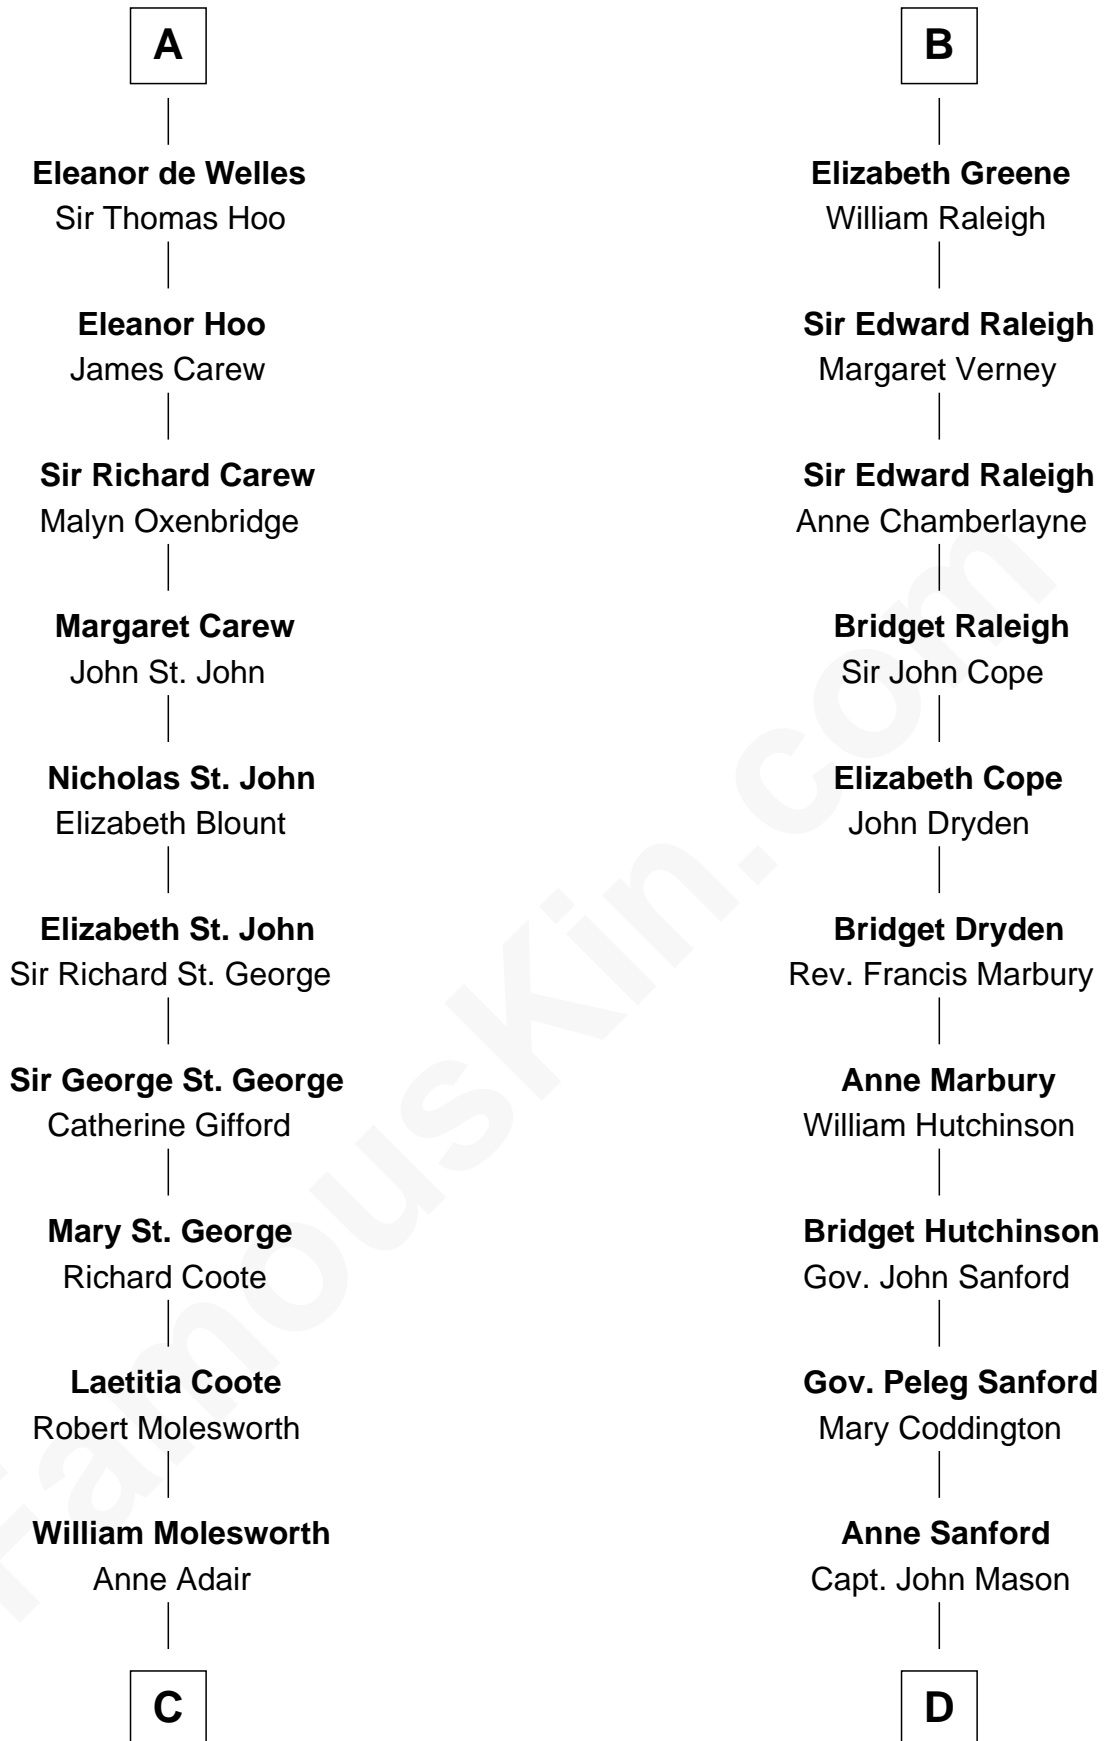 A
Eleanor de Welles
Sir Thomas Hoo
Eleanor Hoo
James Carew
Sir Richard Carew
Malyn Oxenbridge
Margaret Carew
John St. John
Nicholas St. John
Elizabeth Blount
Elizabeth St. John
Sir Richard St. George
Sir George St. George
Catherine Gifford
Mary St. George
Richard Coote
Laetitia Coote
Robert Molesworth
William Molesworth
Anne Adair
C
B
Elizabeth Greene
William Raleigh
Sir Edward Raleigh
Margaret Verney
Sir Edward Raleigh
Anne Chamberlayne
Bridget Raleigh
Sir John Cope
Elizabeth Cope
John Dryden
Bridget Dryden
Rev. Francis Marbury
Anne Marbury
William Hutchinson
Bridget Hutchinson
Gov. John Sanford
Gov. Peleg Sanford
Mary Coddington
Anne Sanford
Capt. John Mason
D
FamousKin.com